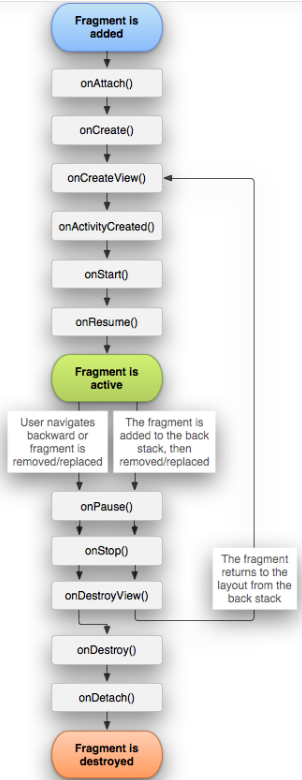 Fragment is
added
onAttach()
onCreate()
onCreateView()
onActivityCreated()
onStart()
onResume()
Fragment is
active
User navigates
backward or
fragment is
removed/replaced
The fragment is
added to the back
stack, then
removed/replaced
onPause()
onStop()
onDestroyView()
The fragment
returns to the
layout from the
back stack
onDestroy()
onDetach()
Fragment is
destroyed